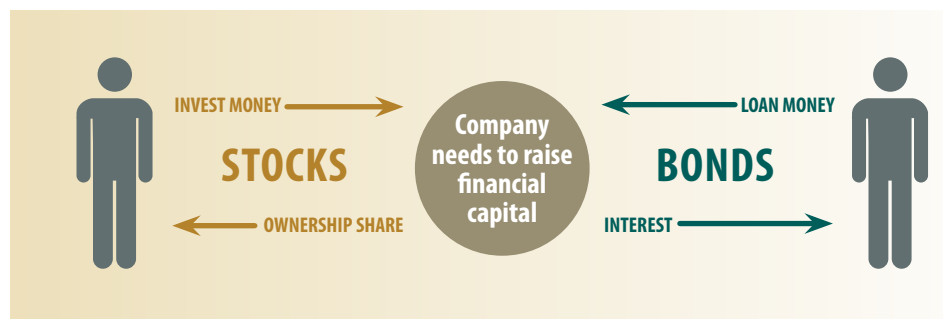 INVEST MONEY
STOCKS
OWNERSHIP SHARE
Company
needs to raise
financial
capital
LOAN MONEY
BONDS
INTEREST